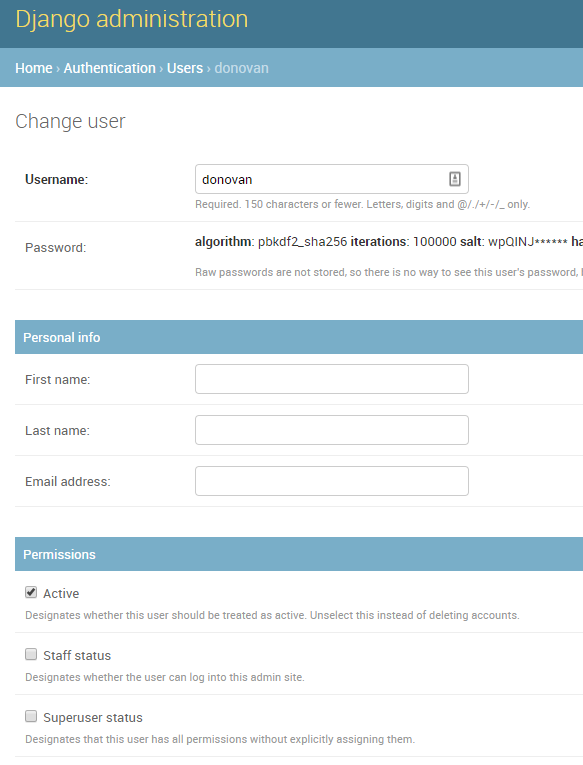 Django administration
Home › Authentication › Users › donovan
Change user
Username:
donovan
Required. 150 characters or fewer. Letters, digits and @/./+/-/_ only.
Password:
algorithm: pbkdf2_sha256 iterations: 100000 salt: wpQINJ****** ha
Raw passwords are not stored, so there is no way to see this user's password,
Personal info
First name:
Last name:
Email address:
Permissions
Active
Designates whether this user should be treated as active. Unselect this instead of deleting accounts.
Staff status
Designates whether the user can log into this admin site.
Superuser status
Designates that this user has all permissions without explicitly assigning them.